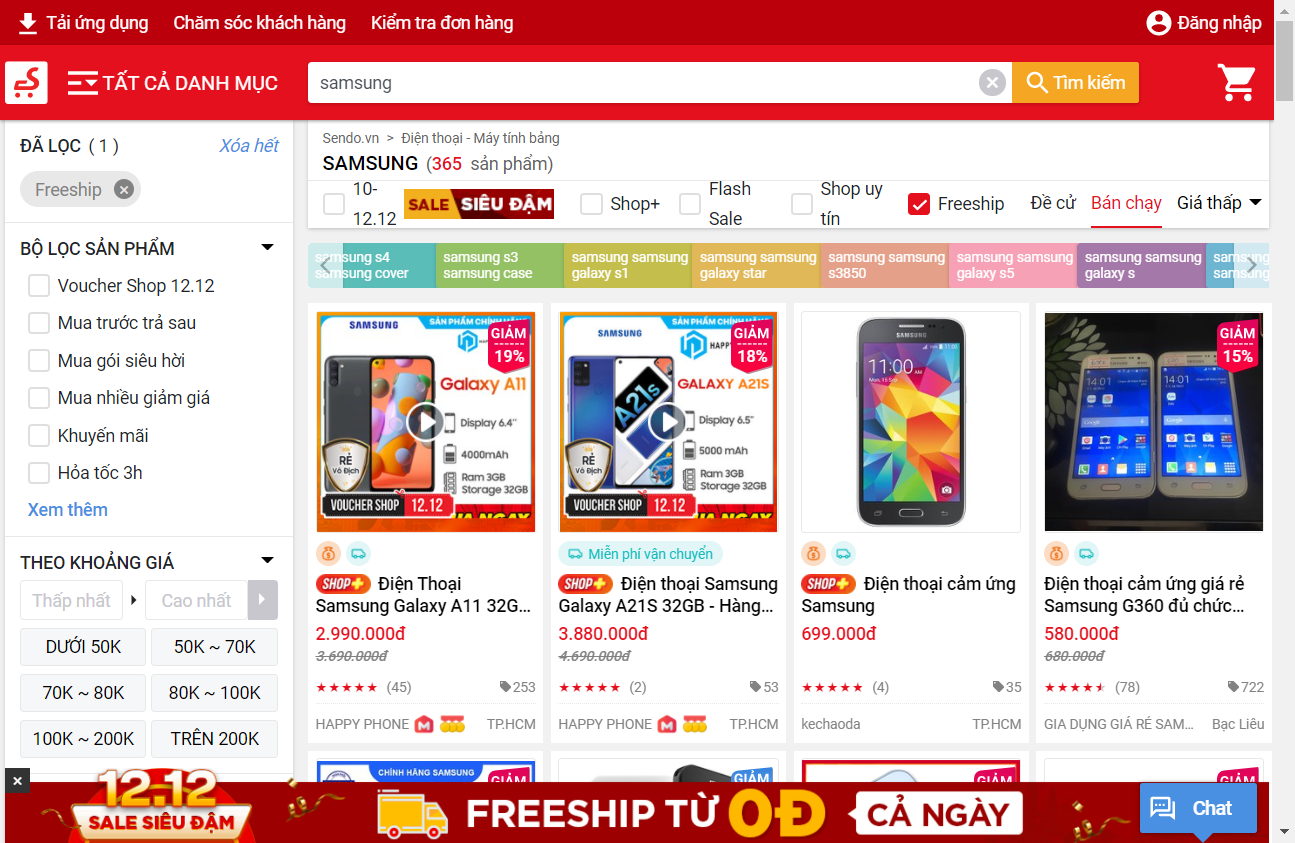 Tải ứng dụng
Chăm sóc khách hàng
Kiểm tra đơn hàng
Đăng nhập
TẤT CẢ DANH MỤC
samsung
Tìm kiếm
ĐÃ LỌC ( 1 )
Xóa hết
Freeship
BỘ LỌC SẢN PHẨM
Voucher Shop 12.12
Mua trước trả sau
Mua gói siêu hời
Mua nhiều giảm giá
Khuyến mãi
Hỏa tốc 3h
Xem thêm
THEO KHOẢNG GIÁ
Thấp nhất
Cao nhất
DƯỚI 50K
50K ~ 70K
70K ~ 80K
80K ~ 100K
100K ~ 200K
TRÊN 200K
Sendo.vn > Điện thoại - Máy tính bảng
SAMSUNG (365 sản phẩm)
10-
12.12
SALE SIÊU ĐẬM
Shop+
Flash
Sale
Shop uy
tín
Freeship
Đề cử
Bán chạy
Giá thấp
samsung s4
samsung cover
samsung s3
samsung case
samsung samsung
galaxy s1
samsung samsung
galaxy star
samsung samsung
s3850
samsung samsung
galaxy s5
samsung samsung
galaxy s
SAMSUNG
SẢN PHẨM CHÍNH
GIẢM
19%
Galaxy A11
Display 6.4"
4000mAh
Ram 3GB
Storage 32GB
RẺ
Vô Địch
VOUCHER SHOP 12.12
SHOP+ Điện Thoại
Samsung Galaxy A11 32G...
2.990.000đ
3.690.000đ
(45)
253
HAPPY PHONE
TP.HCM
SAMSUNG
SẢN PHẨM CHÍNH
GIẢM
18%
GALAXY A21S
A21s
Display 6.5"
5000 mAh
Ram 3GB
Storage 32GB
RẺ
Vô Địch
VOUCHER SHOP 12.12
Miễn phí vận chuyển
SHOP+ Điện thoại Samsung
Galaxy A21S 32GB - Hàng...
3.880.000đ
4.690.000đ
(2)
53
HAPPY PHONE
TP.HCM
SAMSUNG
11:00
SHOP+ Điện thoại cảm ứng
Samsung
699.000đ
(4)
35
kechaoda
TP.HCM
GIẢM
15%
14:01
14:01
Điện thoại cảm ứng giá rẻ
Samsung G360 đủ chức...
580.000đ
680.000đ
(78)
722
GIA DỤNG GIÁ RẺ SAM...
Bạc Liêu
CHÍNH HÃNG SAMSUNG
GIẢM
GIẢM
GIẢM
GIẢM
12.12
SALE SIÊU ĐẬM
FREESHIP TỪ 0Đ
CẢ NGÀY
Chat